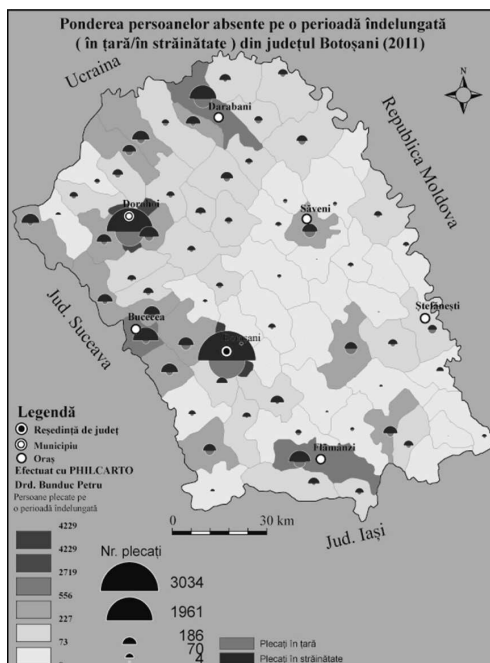 Ponderea persoanelor absente pe o perioadă îndelungată
( în țară/în străinătate ) din județul Botoșani (2011)
Ucraina
N
Darabani
Republica Moldova
Dorohoi
Săveni
Ștefănești
Bucecea
Jud. Suceava
Flămânzi
Jud. Iași
Legendă
Reședință de județ
Municipiu
Oraș
Efectuat cu PHILCARTO
Drd. Bunduc Petru
Persoane plecate pe
o perioadă îndelungată
0 30 km
4229
4229
2719
556
227
73
Nr. plecați
3034
1961
186
70
4
Plecați în țară
Plecați în străinătate